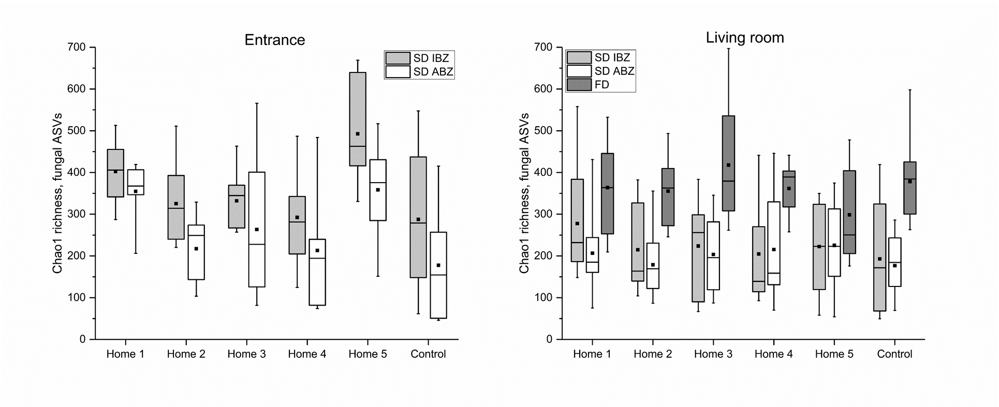 Entrance
700
600
500
400
300
200
100
0
Chao1 richness, fungal ASVs
SD IBZ
SD ABZ
Home 1 Home 2 Home 3 Home 4 Home 5 Control
Living room
700
600
500
400
300
200
100
0
Chao1 richness, fungal ASVs
SD IBZ
SD ABZ
FD
Home 1 Home 2 Home 3 Home 4 Home 5 Control